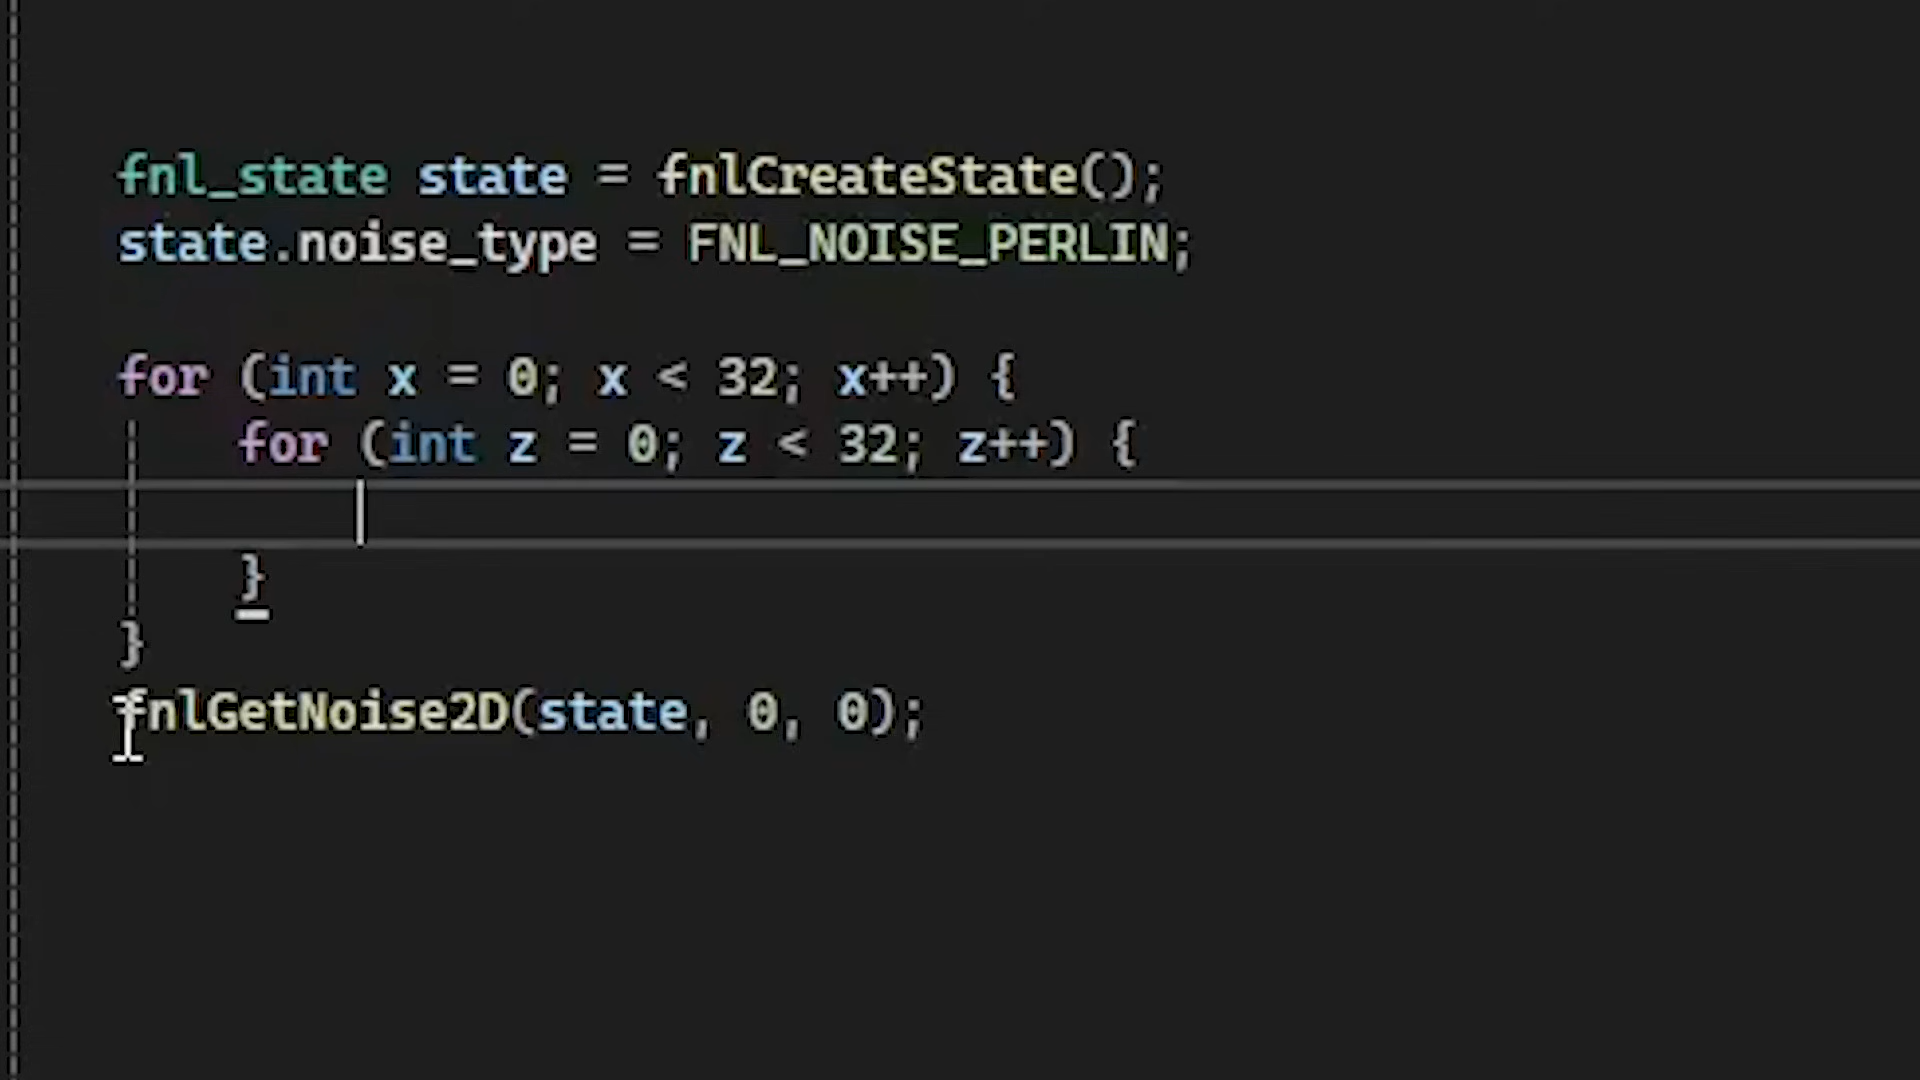 fnl_state state = fnlCreateState();
state.noise_type = FNL_NOISE_PERLIN;
for (int x = 0; x < 32; x++) {
for (int z = 0; z < 32; z++) {
}
}
fnlGetNoise2D(state, 0, 0);